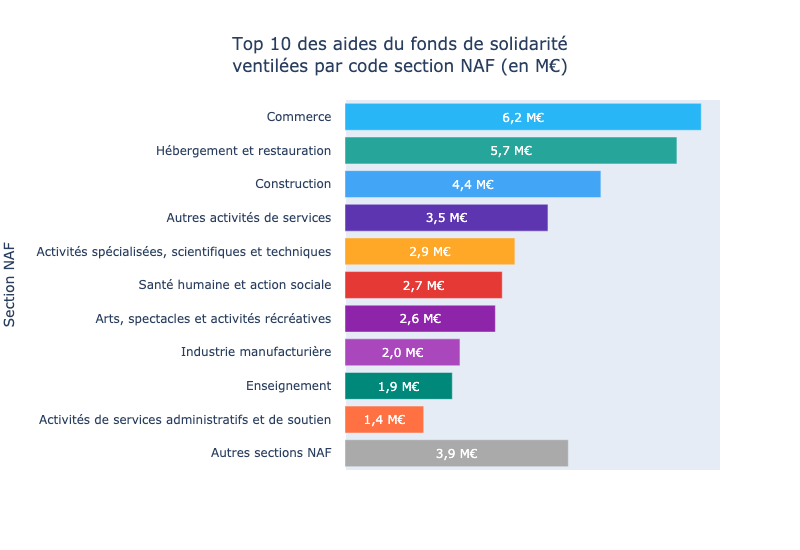 Top 10 des aides du fonds de solidarité
ventilées par code section NAF (en M€)
Section NAF
Commerce 6,2 M€
Hébergement et restauration 5,7 M€
Construction 4,4 M€
Autres activités de services 3,5 M€
Activités spécialisées, scientifiques et techniques 2,9 M€
Santé humaine et action sociale 2,7 M€
Arts, spectacles et activités récréatives 2,6 M€
Industrie manufacturière 2,0 M€
Enseignement 1,9 M€
Activités de services administratifs et de soutien 1,4 M€
Autres sections NAF 3,9 M€